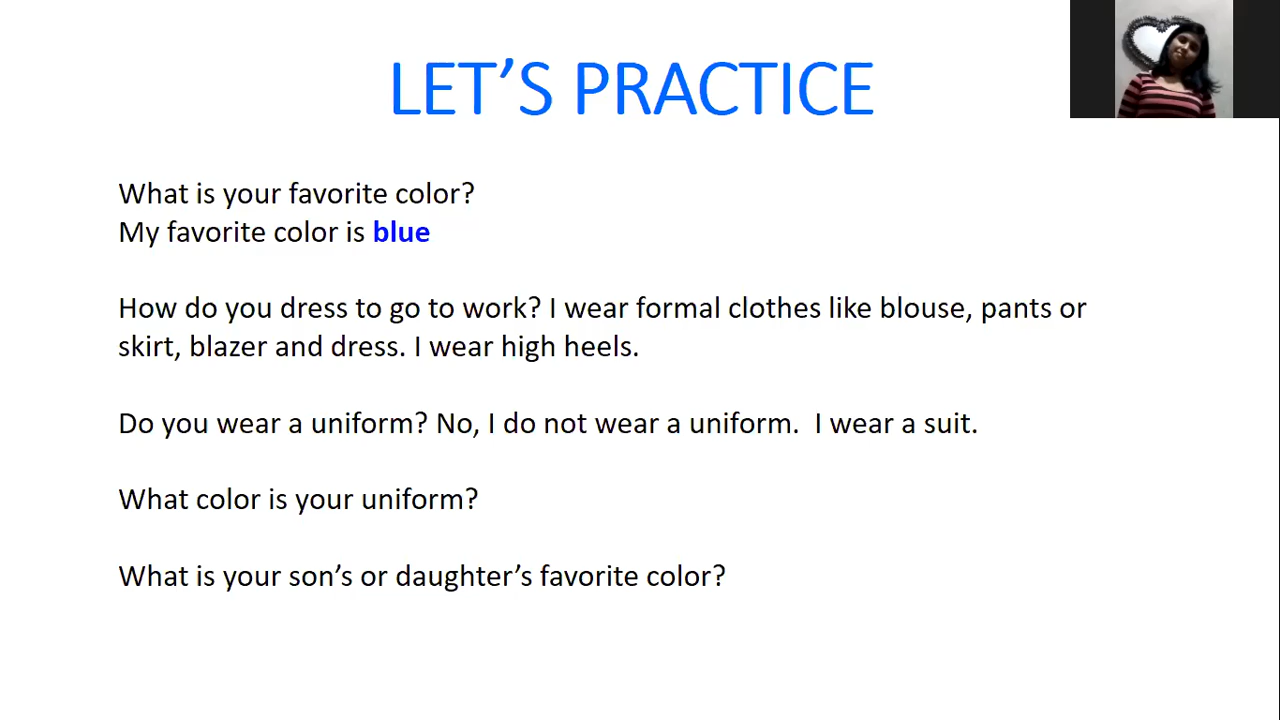 LET’S PRACTICE
What is your favorite color?
My favorite color is blue
How do you dress to go to work? I wear formal clothes like blouse, pants or
skirt, blazer and dress. I wear high heels.
Do you wear a uniform? No, I do not wear a uniform.  I wear a suit.
What color is your uniform?
What is your son’s or daughter’s favorite color?